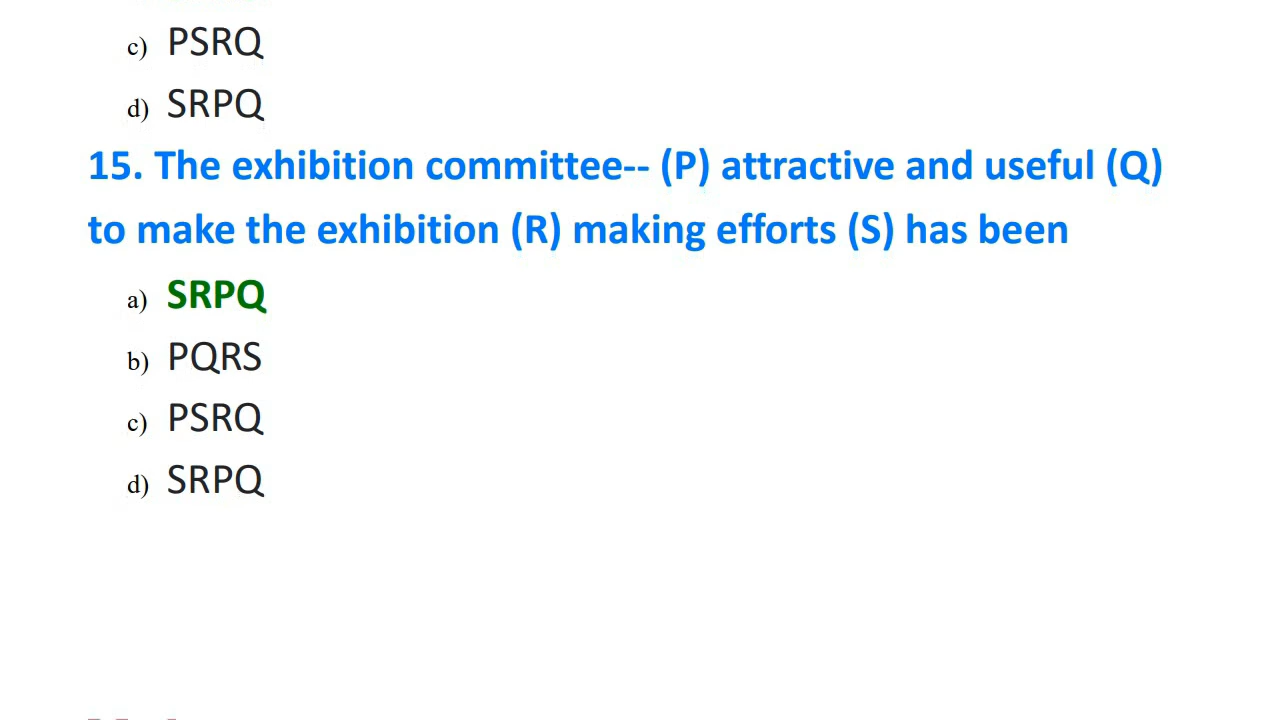 c) PSRQ
d) SRPQ
15. The exhibition committee-- (P) attractive and useful (Q)
to make the exhibition (R) making efforts (S) has been
a) SRPQ
b) PQRS
c) PSRQ
d) SRPQ